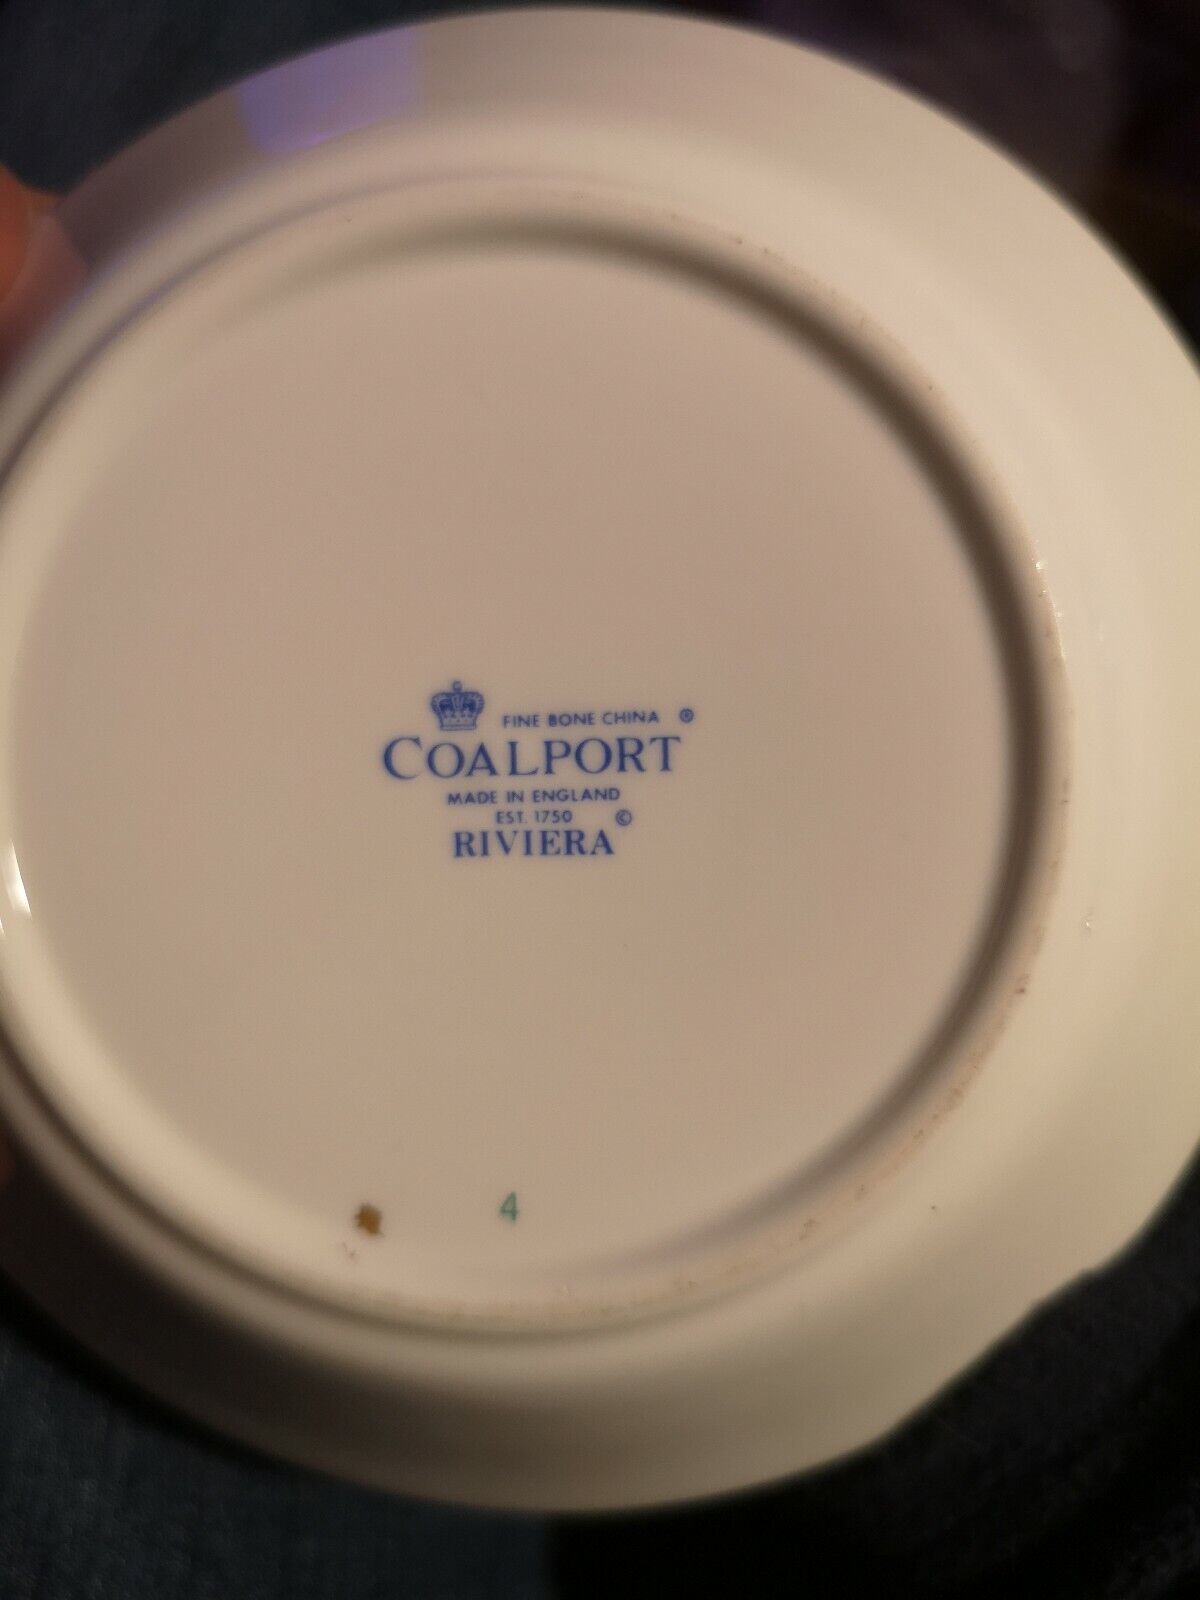 FINE BONE CHINA ®
COALPORT
MADE IN ENGLAND
EST. 1750 ©
RIVIERA
4